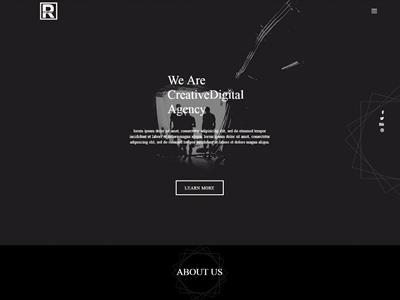 R
We Are
CreativeDigital
Agency
lorem ipsum dolor sit amet, consectetur adipisicing elit, sed do eiusmod tempor
incididunt ut labore et dolore magna aliqua. lorem ipsum dolor sit amet, consectetur
adipisicing elit, sed do eiusmod tempor incididunt ut labore et dolore magna aliqua.
LEARN MORE
ABOUT US